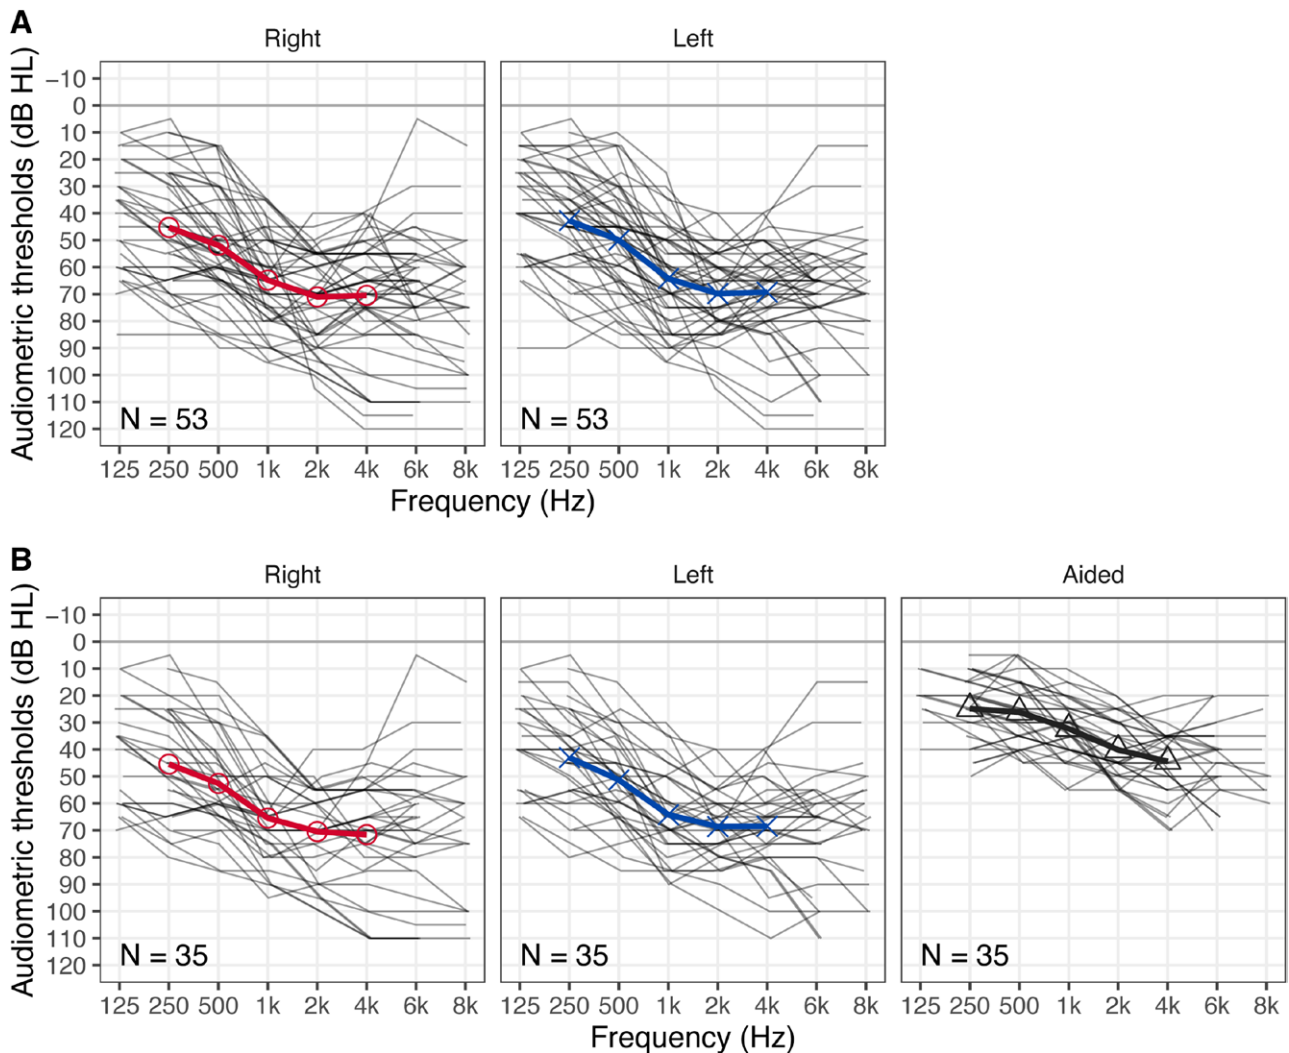 A
Right
Left
Audiometric thresholds (dB HL)
−10
0
10
20
30
40
50
60
70
80
90
100
110
120
N = 53
N = 53
125 250 500 1k 2k 4k 6k 8k
125 250 500 1k 2k 4k 6k 8k
Frequency (Hz)
B
Right
Left
Aided
Audiometric thresholds (dB HL)
−10
0
10
20
30
40
50
60
70
80
90
100
110
120
N = 35
N = 35
N = 35
125 250 500 1k 2k 4k 6k 8k
125 250 500 1k 2k 4k 6k 8k
125 250 500 1k 2k 4k 6k 8k
Frequency (Hz)